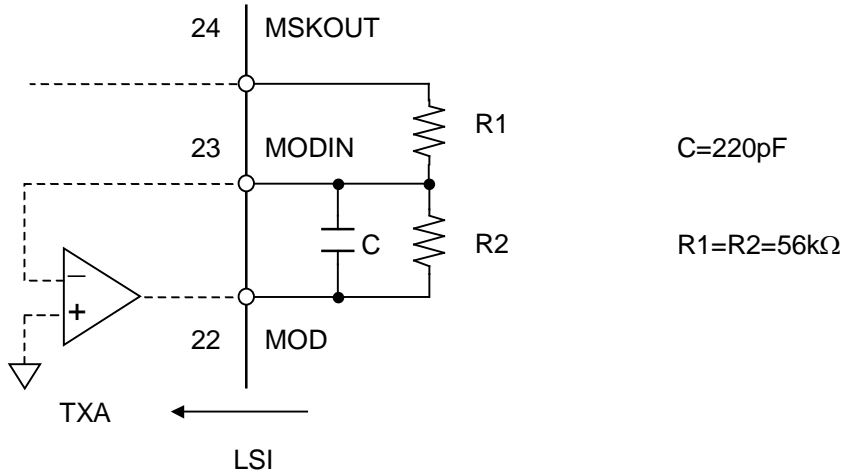 24 MSKOUT
R1
23 MODIN
C=220pF
C
R2
R1=R2=56kΩ
−
+
22 MOD
TXA
LSI